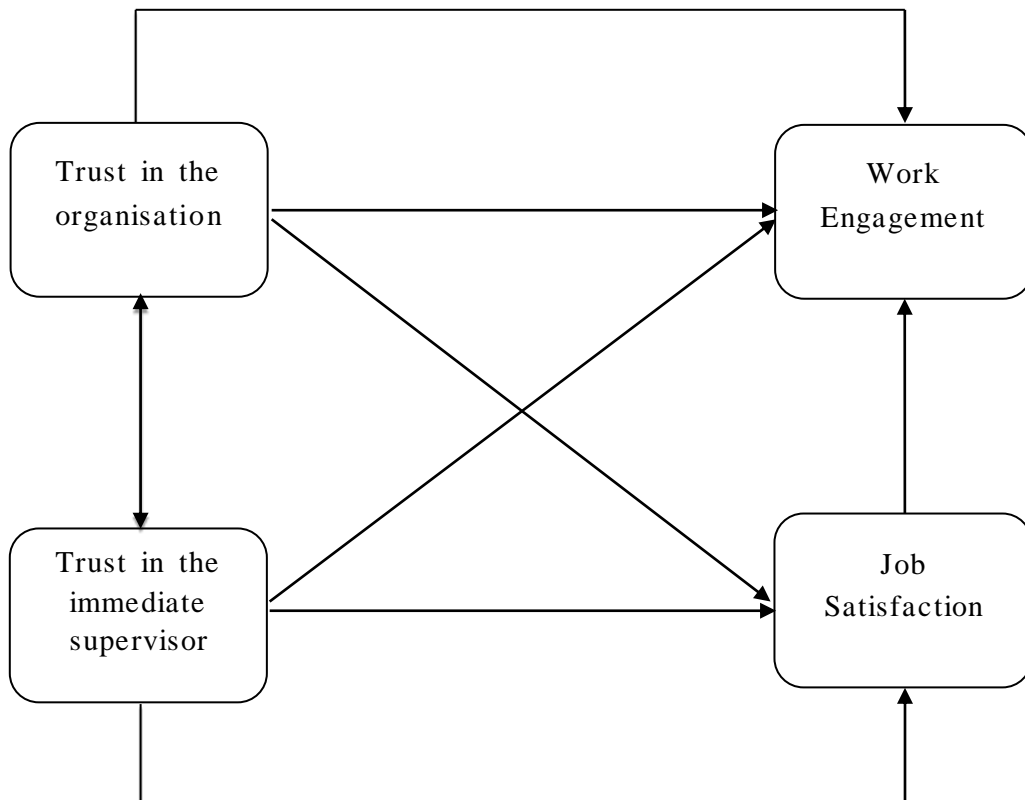 Trust in the
organisation
Work
Engagement
Trust in the
immediate
supervisor
Job
Satisfaction